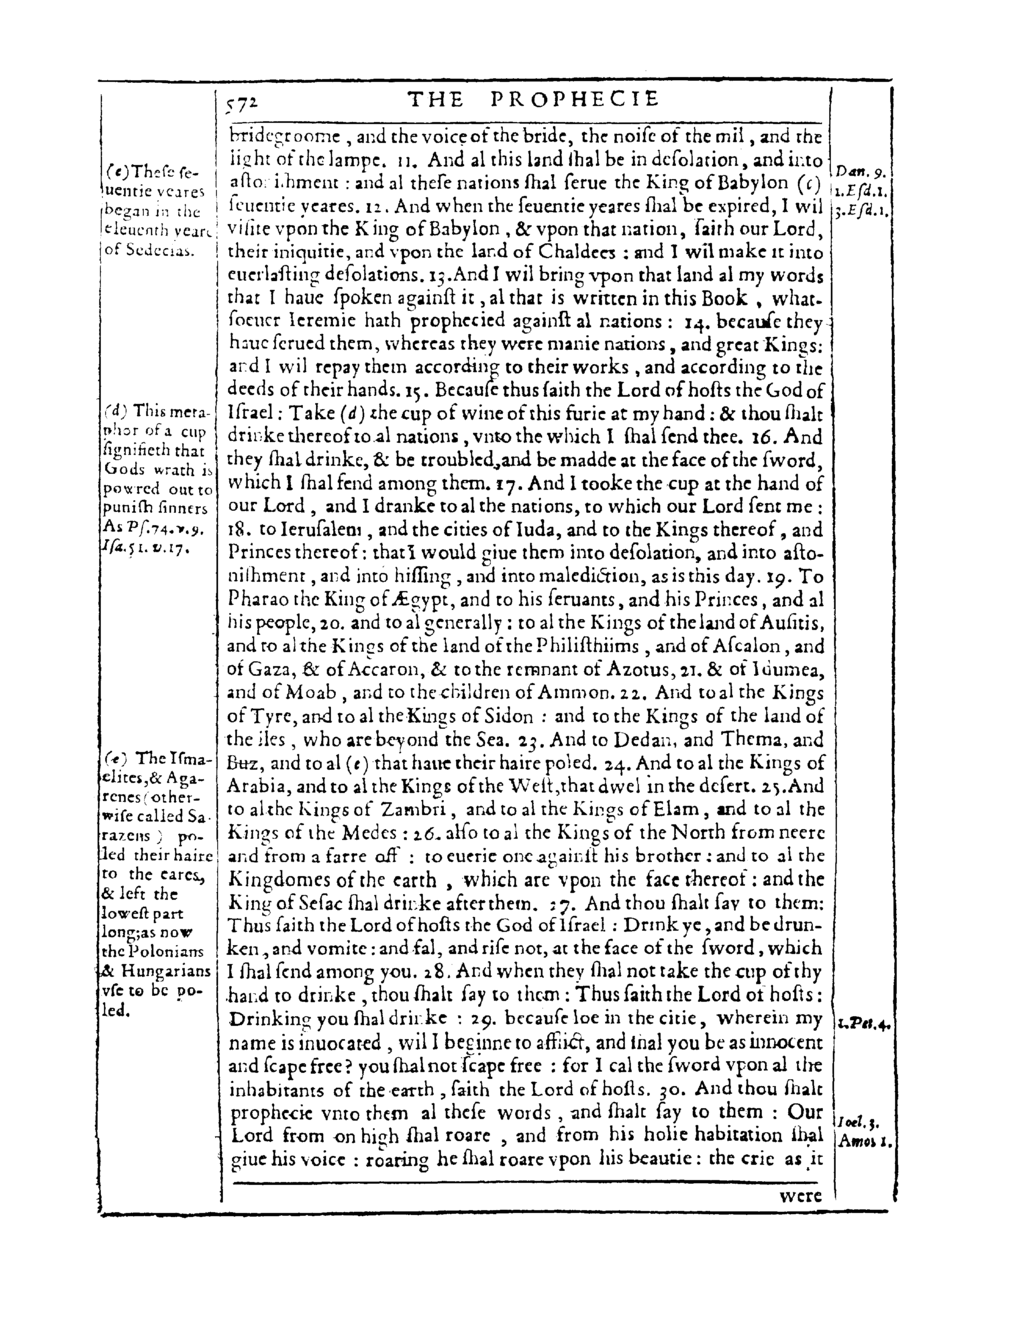 572 THE PROPHECIE
bridegroome, and the voice of the bride, the noiſe of the mil, and the
light of the lampe. 11. And al this land ſhal be in deſolation, and into
aſtoniſhment : and al theſe nations ſhal ſerue the King of Babylon (c)
ſeuentie yeares. 12. And when the ſeuentie yeares ſhal be expired, I wil
viſite vpon the King of Babylon, & vpon that nation, ſaith our Lord,
their iniquitie, and vpon the land of Chaldees : and I wil make it into
euerlaſting deſolations. 13. And I wil bring vpon that land al my words
that I haue ſpoken againſt it, al that is written in this Book, what-
ſoeuer Ieremie hath prophecied againſt al nations : 14. becauſe they
haue ſerued them, whereas they were manie nations, and great Kings:
and I wil repay them according to their works, and according to the
deeds of their hands. 15. Becauſe thus ſaith the Lord of hoſts the God of
Iſrael : Take (d) the cup of wine of this furie at my hand : & thou ſhalt
drinke thereof to al nations, vnto the which I ſhal ſend thee. 16. And
they ſhal drinke, & be troubled, and be madde at the face of the ſword,
which I ſhal ſend among them. 17. And I tooke the cup at the hand of
our Lord, and I dranke to al the nations, to which our Lord ſent me :
18. to Ieruſalem, and the cities of Iuda, and to the Kings thereof, and
Princes thereof : that I would giue them into deſolation, and into aſto-
niſhment, and into hiſſing, and into malediction, as is this day. 19. To
Pharao the King of Ægypt, and to his ſeruants, and his Princes, and al
his people, 20. and to al generally : to al the Kings of the land of Auſitis,
and to al the Kings of the land of the Philiſthiims, and of Aſcalon, and
of Gaza, & of Accaron, & to the remnant of Azotus, 21. & of Idumea,
and of Moab, and to the children of Ammon. 22. And to al the Kings
of Tyre, and to al the Kings of Sidon : and to the Kings of the land of
the iles, who are beyond the Sea. 23. And to Dedan, and Thema, and
Buz, and to al (e) that haue their haire poled. 24. And to al the Kings of
Arabia, and to al the Kings of the Weſt, that dwel in the deſert. 25. And
to al the Kings of Zambri, and to al the Kings of Elam, and to al the
Kings of the Medes : 26. alſo to al the Kings of the North from neere
and from a farre off : to euerie one againſt his brother : and to al the
Kingdomes of the earth, which are vpon the face thereof : and the
King of Seſac ſhal drinke after them. 27. And thou ſhalt ſay to them:
Thus ſaith the Lord of hoſts the God of Iſrael : Drink ye, and be drun-
ken, and vomite : and fal, and riſe not, at the face of the ſword, which
I ſhal ſend among you. 28. And when they ſhal not take the cup of thy
hand to drinke, thou ſhalt ſay to them : Thus ſaith the Lord of hoſts :
Drinking you ſhal drinke : 29. becauſe loe in the citie, wherein my
name is inuocated, wil I beginne to afflict, and ſhal you be as innocent
and ſcape free? you ſhal not ſcape free : for I cal the ſword vpon al the
inhabitants of the earth, ſaith the Lord of hoſts. 30. And thou ſhalt
prophecie vnto them al theſe words, and ſhalt ſay to them : Our
Lord from on high ſhal roare, and from his holie habitation ſhal
giue his voice : roaring he ſhal roare vpon his beautie : the crie as it
were
(c) Theſe ſe-
uentie yeares
began in the
eleuenth yeare
of Sedecias.
(d) This meta-
phor of a cup
ſignifieth that
Gods wrath is
powred out to
puniſh ſinners
As Pſ.74.v.9.
Iſa.51.v.17.
(e) The Iſma-
elites, & Aga-
renes (other-
wiſe called Sa-
razens) po-
led their haire
to the eares,
& left the
loweſt part
long; as now
the Polonians
& Hungarians
vſe to be po-
led.
Dan. 9.
1.Eſd.1.
3.Eſd.1.
1.Pet.4.
Ioel.3.
Amos 1.